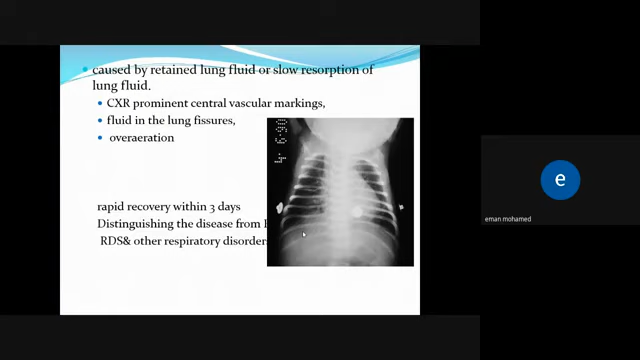 caused by retained lung fluid or slow resorption of
lung fluid.
CXR prominent central vascular markings,
fluid in the lung fissures,
overaeration
rapid recovery within 3 days
Distinguishing the disease from
RDS& other respiratory disorders
e
eman mohamed